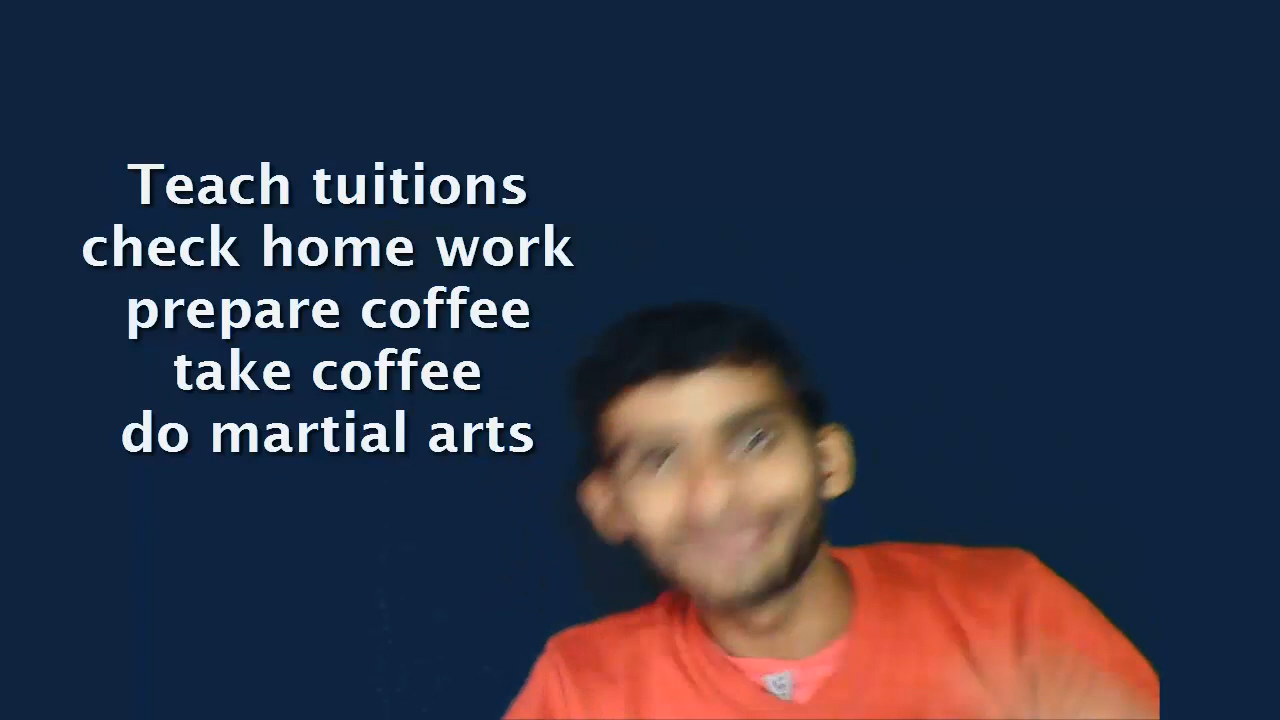 Teach tuitions
check home work
prepare coffee
take coffee
do martial arts